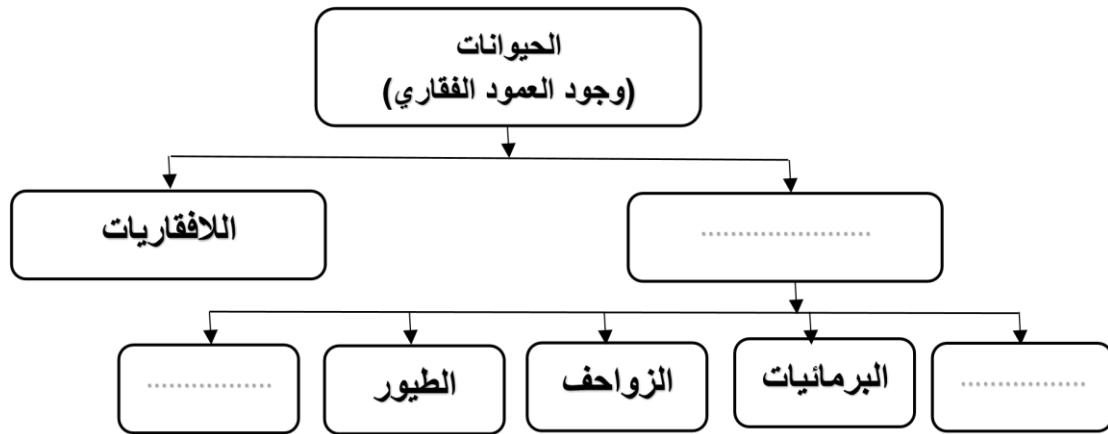 الحيوانات
(وجود العمود الفقاري)
........................
اللافقاريات
..................
البرمائيات
الزواحف
الطيور
..................